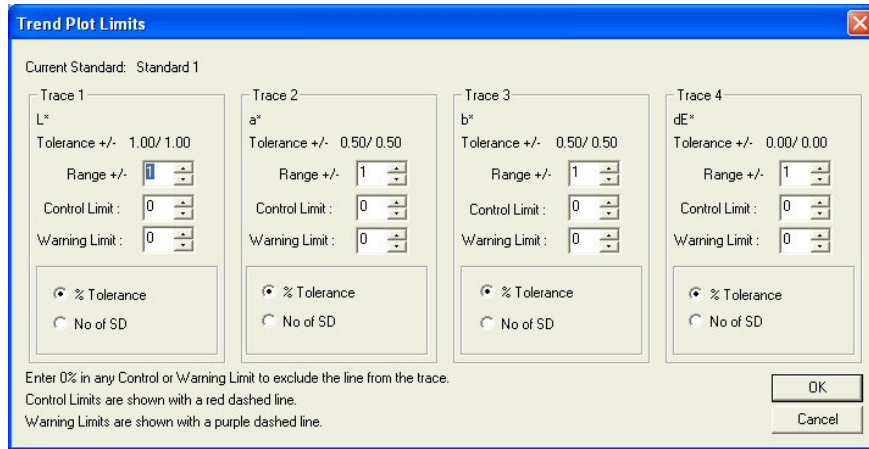 Trend Plot Limits
Current Standard: Standard 1
Trace 1
L*
Tolerance +/- 1.00/ 1.00
Range +/- 1
Control Limit : 0
Warning Limit : 0
% Tolerance
No of SD
Trace 2
a*
Tolerance +/- 0.50/ 0.50
Range +/- 1
Control Limit : 0
Warning Limit : 0
% Tolerance
No of SD
Trace 3
b*
Tolerance +/- 0.50/ 0.50
Range +/- 1
Control Limit : 0
Warning Limit : 0
% Tolerance
No of SD
Trace 4
dE*
Tolerance +/- 0.00/ 0.00
Range +/- 1
Control Limit : 0
Warning Limit : 0
% Tolerance
No of SD
Enter 0% in any Control or Warning Limit to exclude the line from the trace.
Control Limits are shown with a red dashed line.
Warning Limits are shown with a purple dashed line.
OK
Cancel